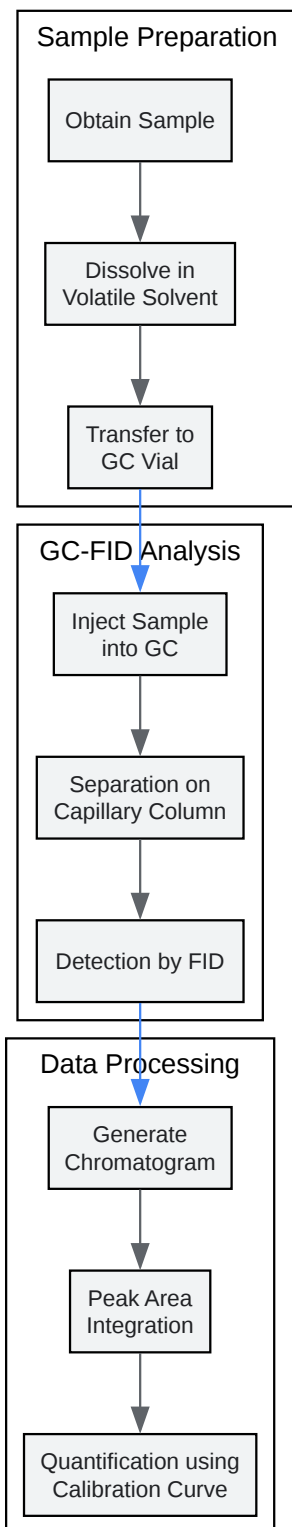 Sample Preparation
Obtain Sample
Dissolve in
Volatile Solvent
Transfer to
GC Vial
GC-FID Analysis
Inject Sample
into GC
Separation on
Capillary Column
Detection by FID
Data Processing
Generate
Chromatogram
Peak Area
Integration
Quantification using
Calibration Curve